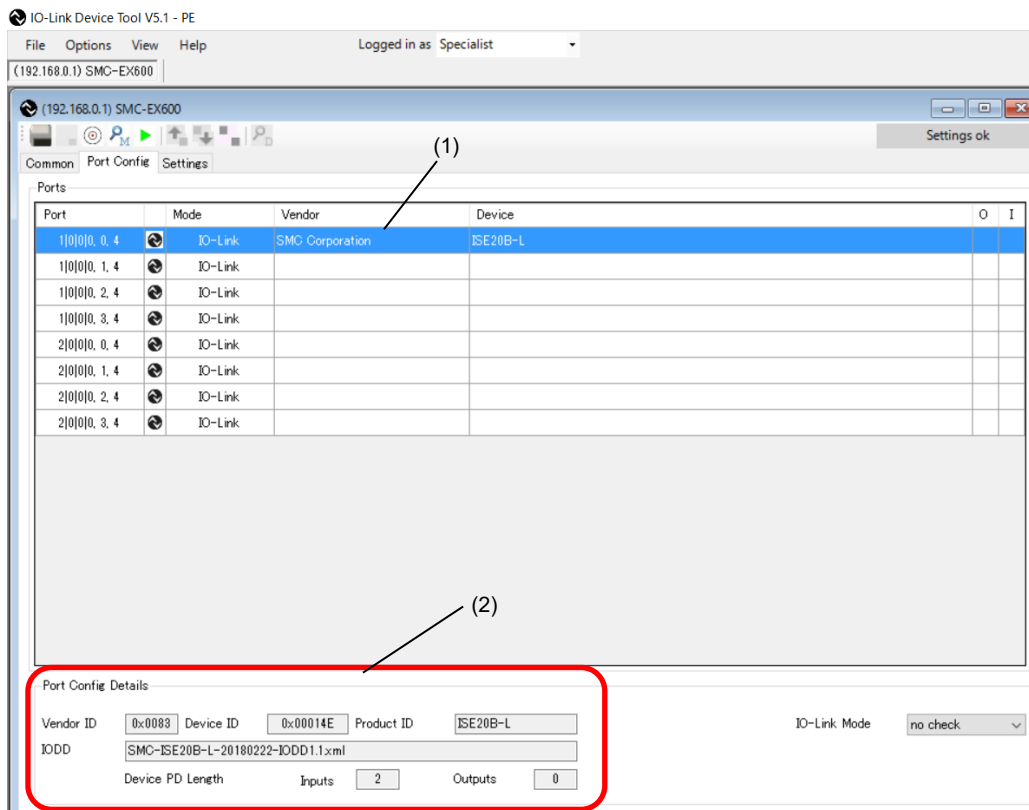 IO-Link Device Tool V5.1 - PE
File Options View Help Logged in as Specialist
(192.168.0.1) SMC-EX600
(192.168.0.1) SMC-EX600
Settings ok
Common Port Config Settings
(1)
Ports
Port Mode Vendor Device O I
1|0|0|0, 0, 4 IO-Link SMC Corporation ISE20B-L
1|0|0|0, 1, 4 IO-Link
1|0|0|0, 2, 4 IO-Link
1|0|0|0, 3, 4 IO-Link
2|0|0|0, 0, 4 IO-Link
2|0|0|0, 1, 4 IO-Link
2|0|0|0, 2, 4 IO-Link
2|0|0|0, 3, 4 IO-Link
(2)
Port Config Details
Vendor ID 0x0083 Device ID 0x00014E Product ID ISE20B-L IO-Link Mode no check
IODD SMC-ISE20B-L-20180222-IODD1.1.xml
Device PD Length Inputs 2 Outputs 0